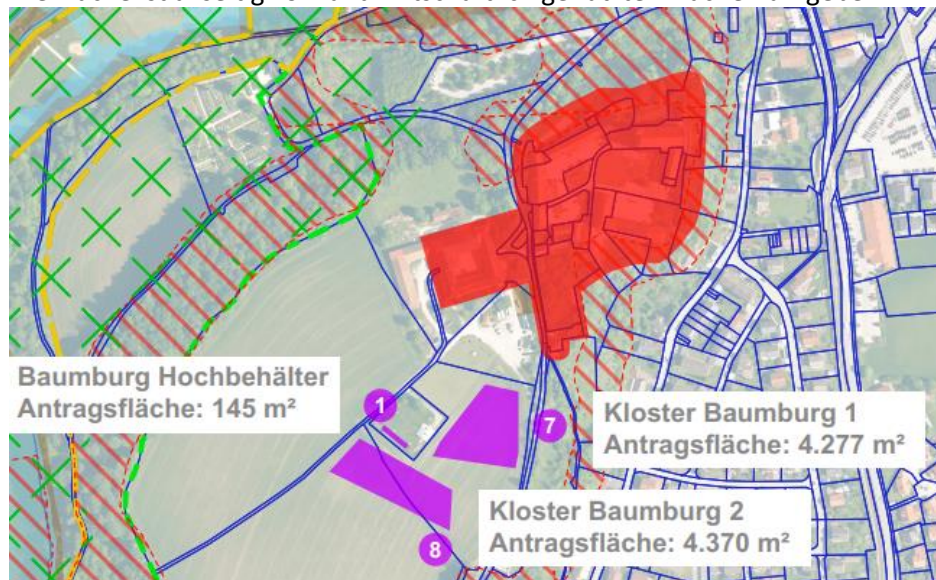 Baumburg Hochbehälter
Antragsfläche: 145 m²
1
Kloster Baumburg 1
Antragsfläche: 4.277 m²
7
Kloster Baumburg 2
Antragsfläche: 4.370 m²
8